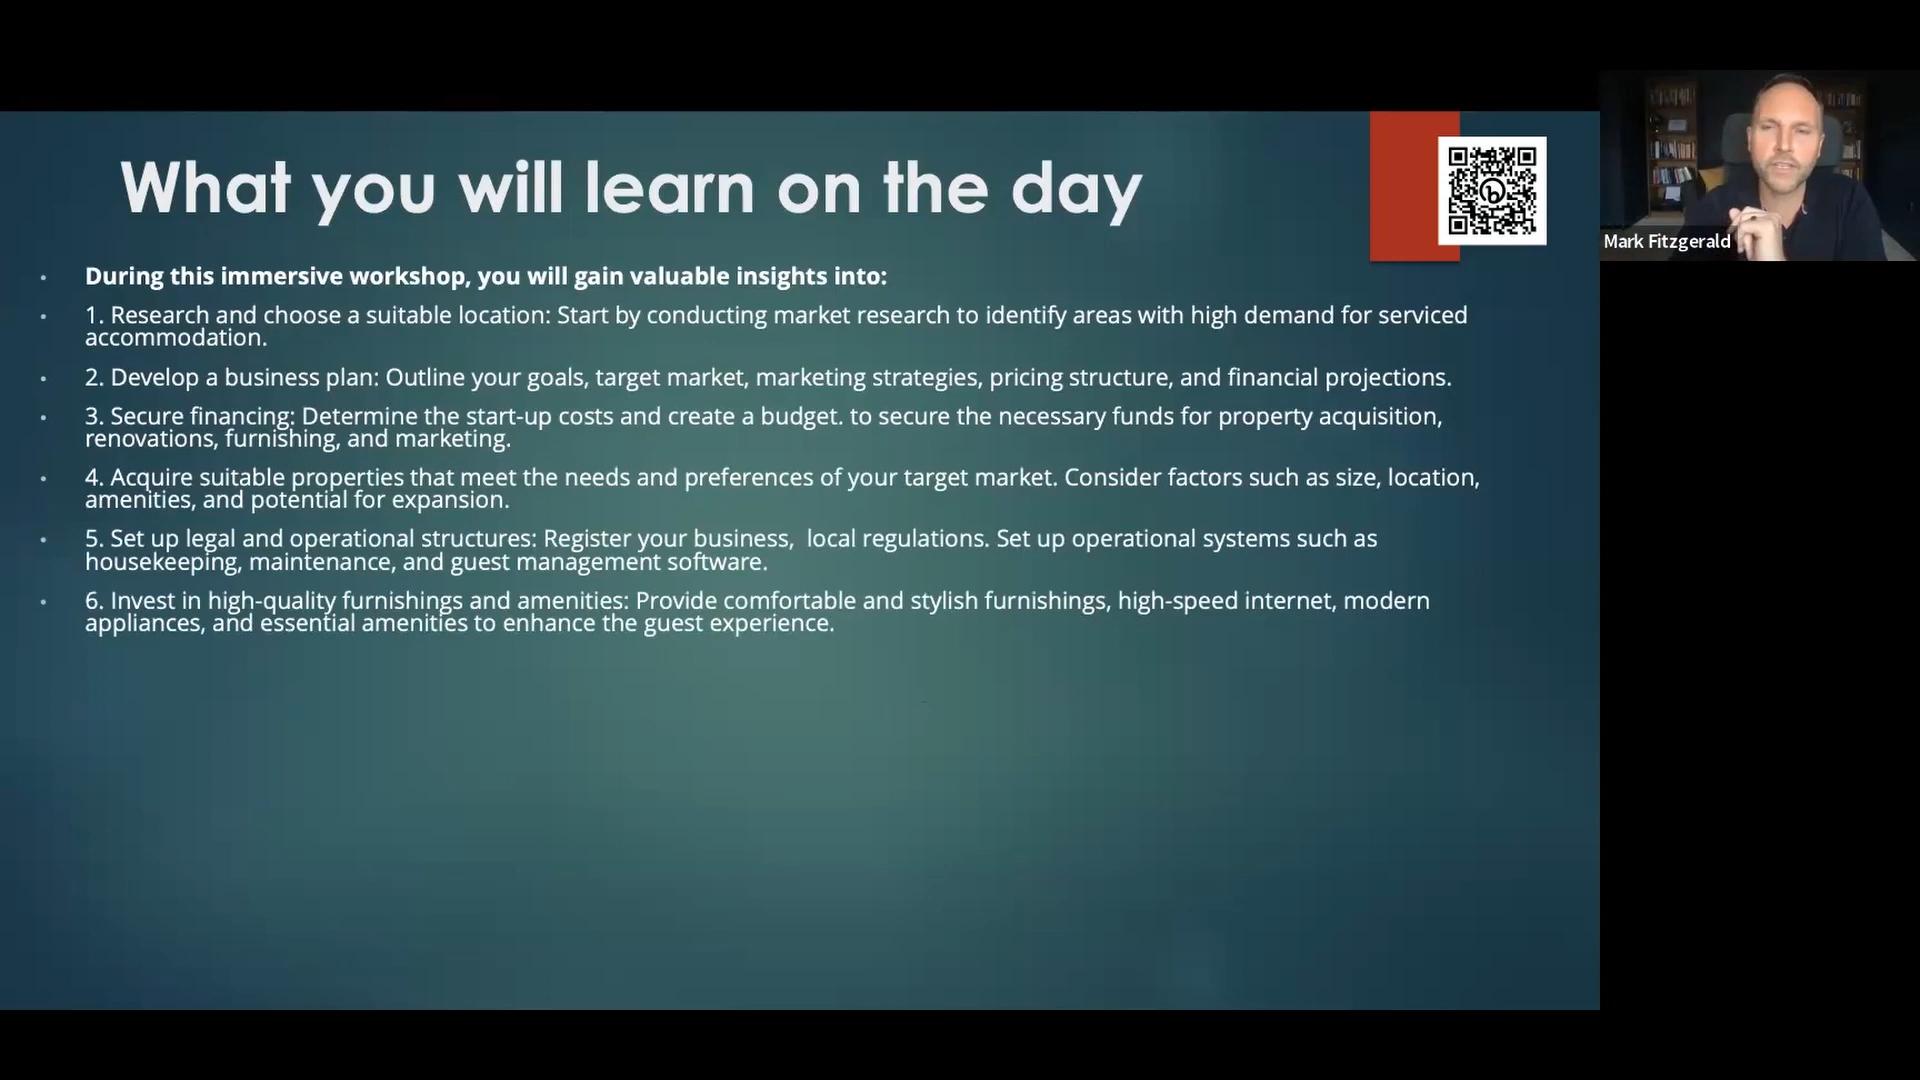 What you will learn on the day
• During this immersive workshop, you will gain valuable insights into:
• 1. Research and choose a suitable location: Start by conducting market research to identify areas with high demand for serviced
accommodation.
• 2. Develop a business plan: Outline your goals, target market, marketing strategies, pricing structure, and financial projections.
• 3. Secure financing: Determine the start-up costs and create a budget. to secure the necessary funds for property acquisition,
renovations, furnishing, and marketing.
• 4. Acquire suitable properties that meet the needs and preferences of your target market. Consider factors such as size, location,
amenities, and potential for expansion.
• 5. Set up legal and operational structures: Register your business,  local regulations. Set up operational systems such as
housekeeping, maintenance, and guest management software.
• 6. Invest in high-quality furnishings and amenities: Provide comfortable and stylish furnishings, high-speed internet, modern
appliances, and essential amenities to enhance the guest experience.
Mark Fitzgerald